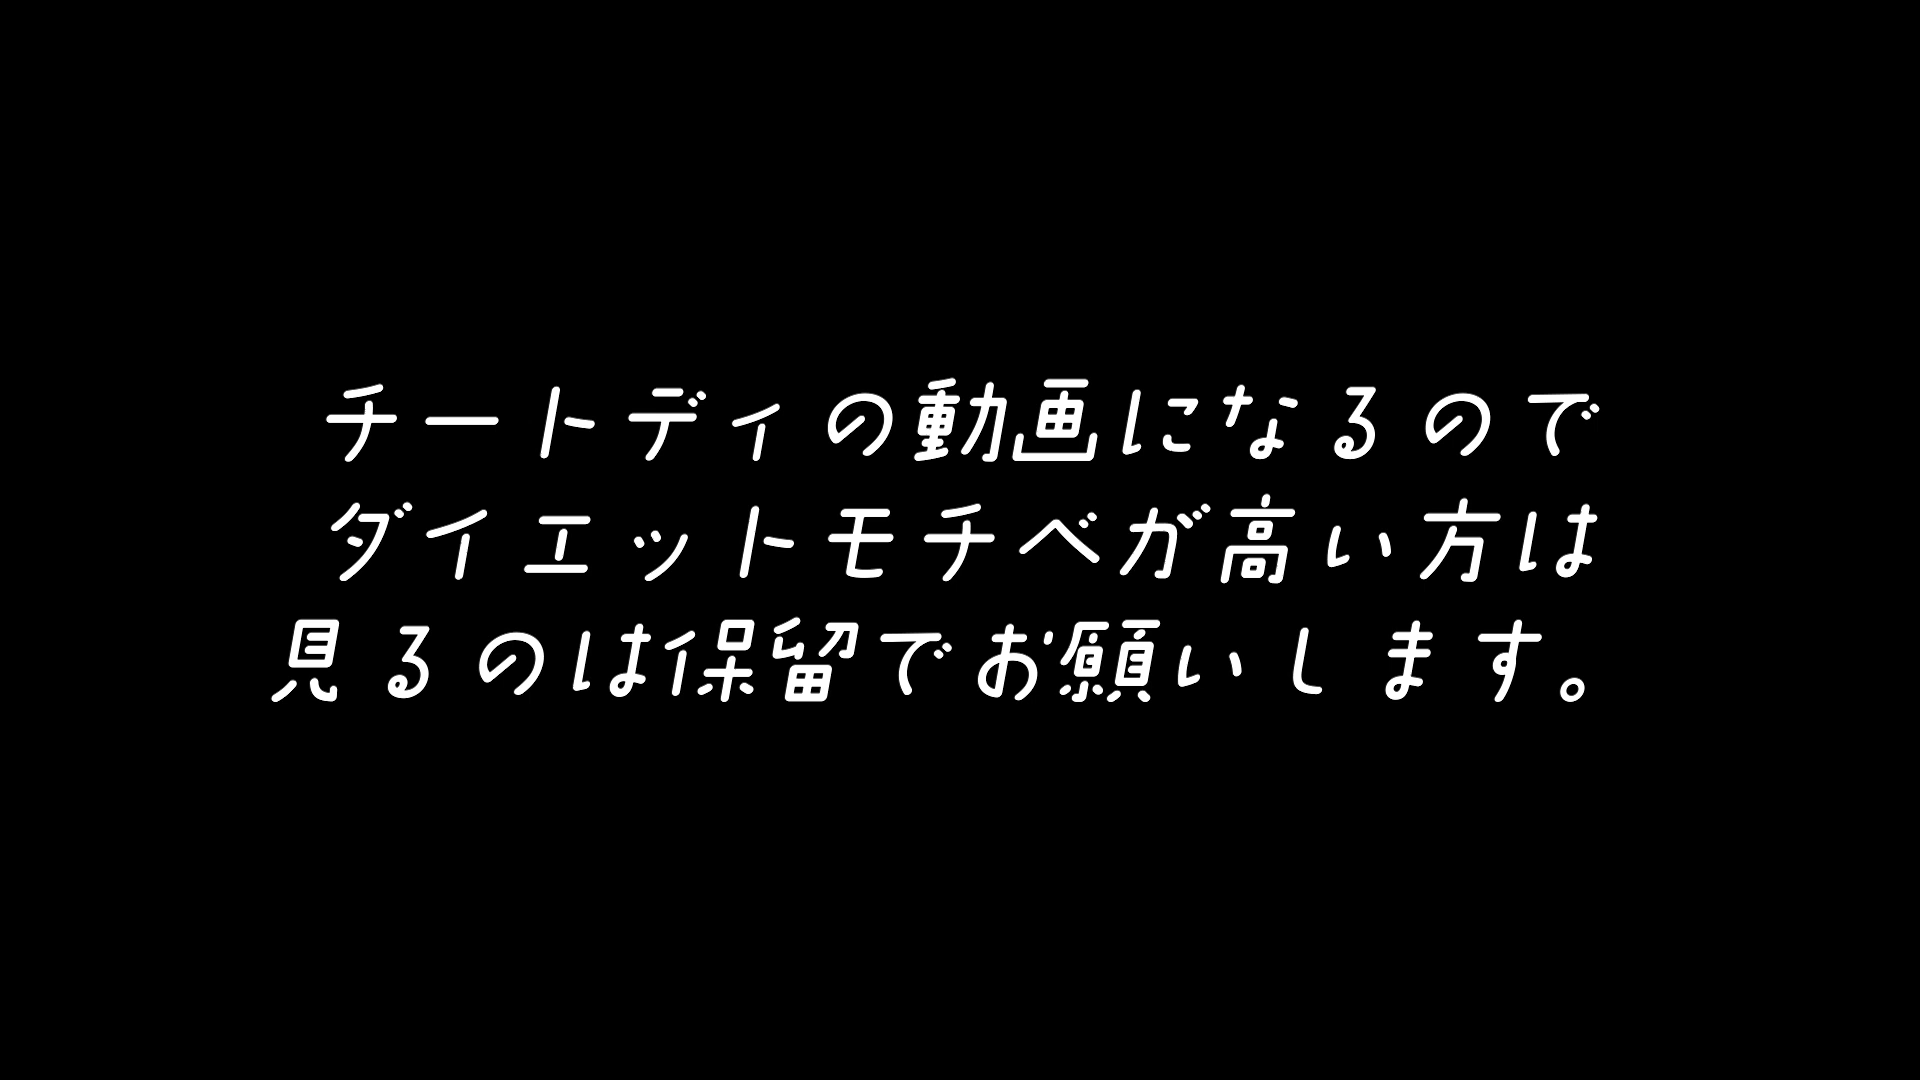 チートディの動画になるので
ダイエットモチベが高い方は
見るのは保留でお願いします。